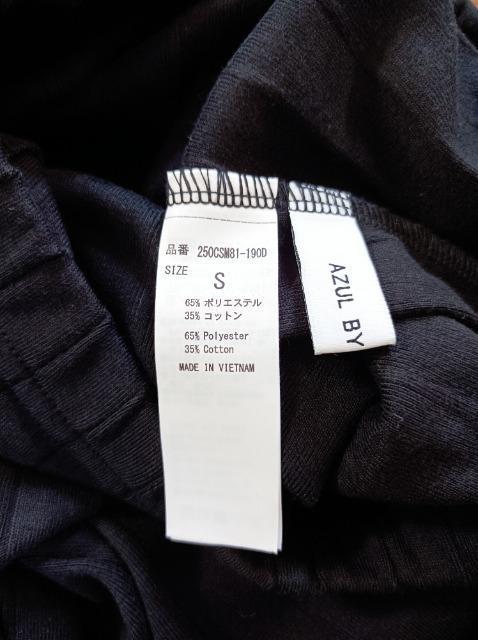 品番 250CSM81-190D
SIZE
S
65% ポリエステル
35% コットン
65% Polyester
35% Cotton
MADE IN VIETNAM
AZUL BY